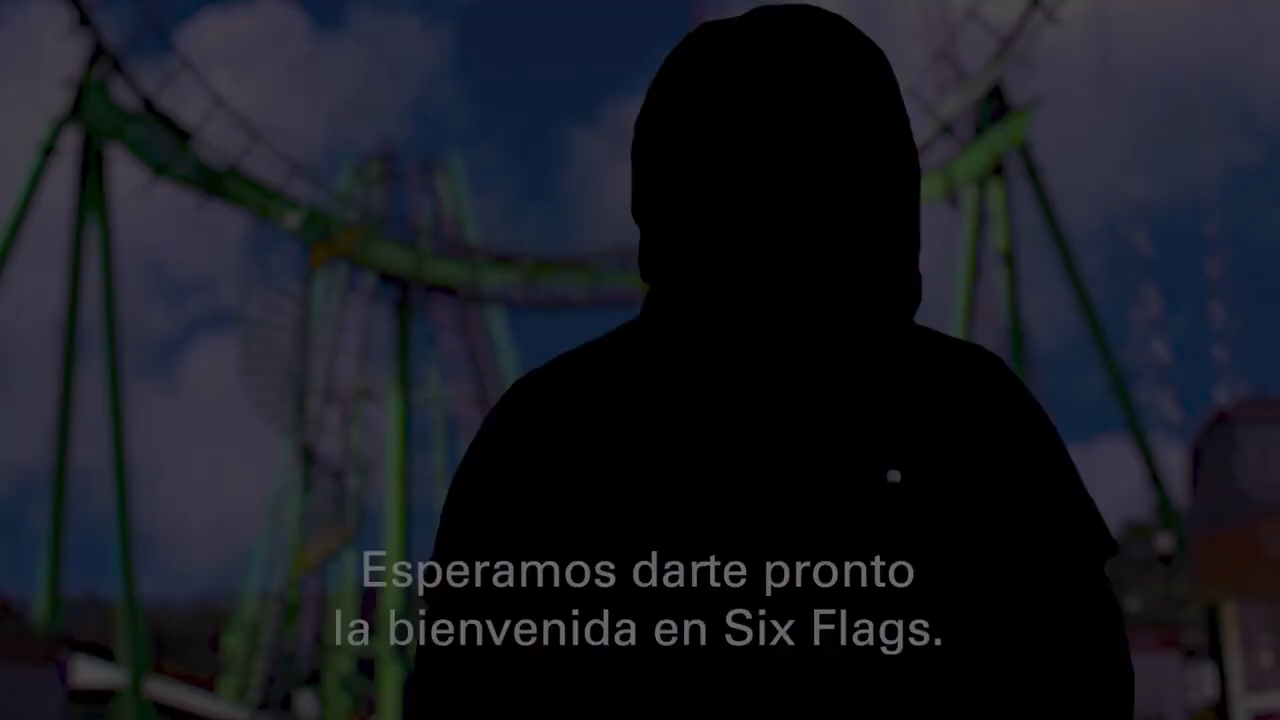 Esperamos darte pronto
la bienvenida en Six Flags.